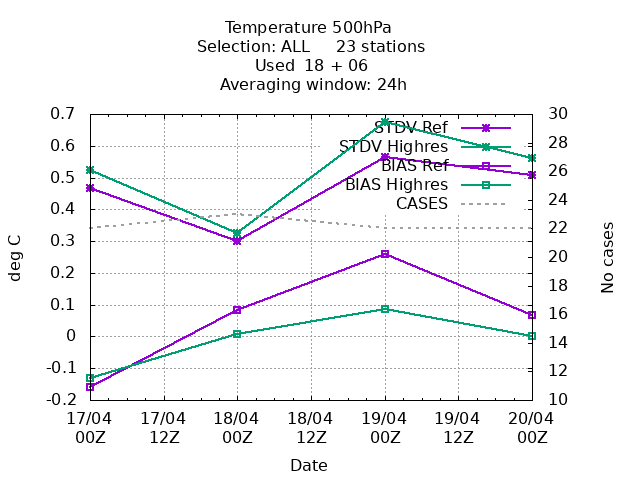 Temperature 500hPa
Selection: ALL     23 stations
Used  18 + 06
Averaging window: 24h
0.7
0.6
0.5
0.4
0.3
0.2
0.1
0
-0.1
-0.2
30
28
26
24
22
20
18
16
14
12
10
deg C
No cases
STDV Ref
STDV Highres
BIAS Ref
BIAS Highres
CASES
17/04 17/04 18/04 18/04 19/04 19/04 20/04
00Z 12Z 00Z 12Z 00Z 12Z 00Z
Date